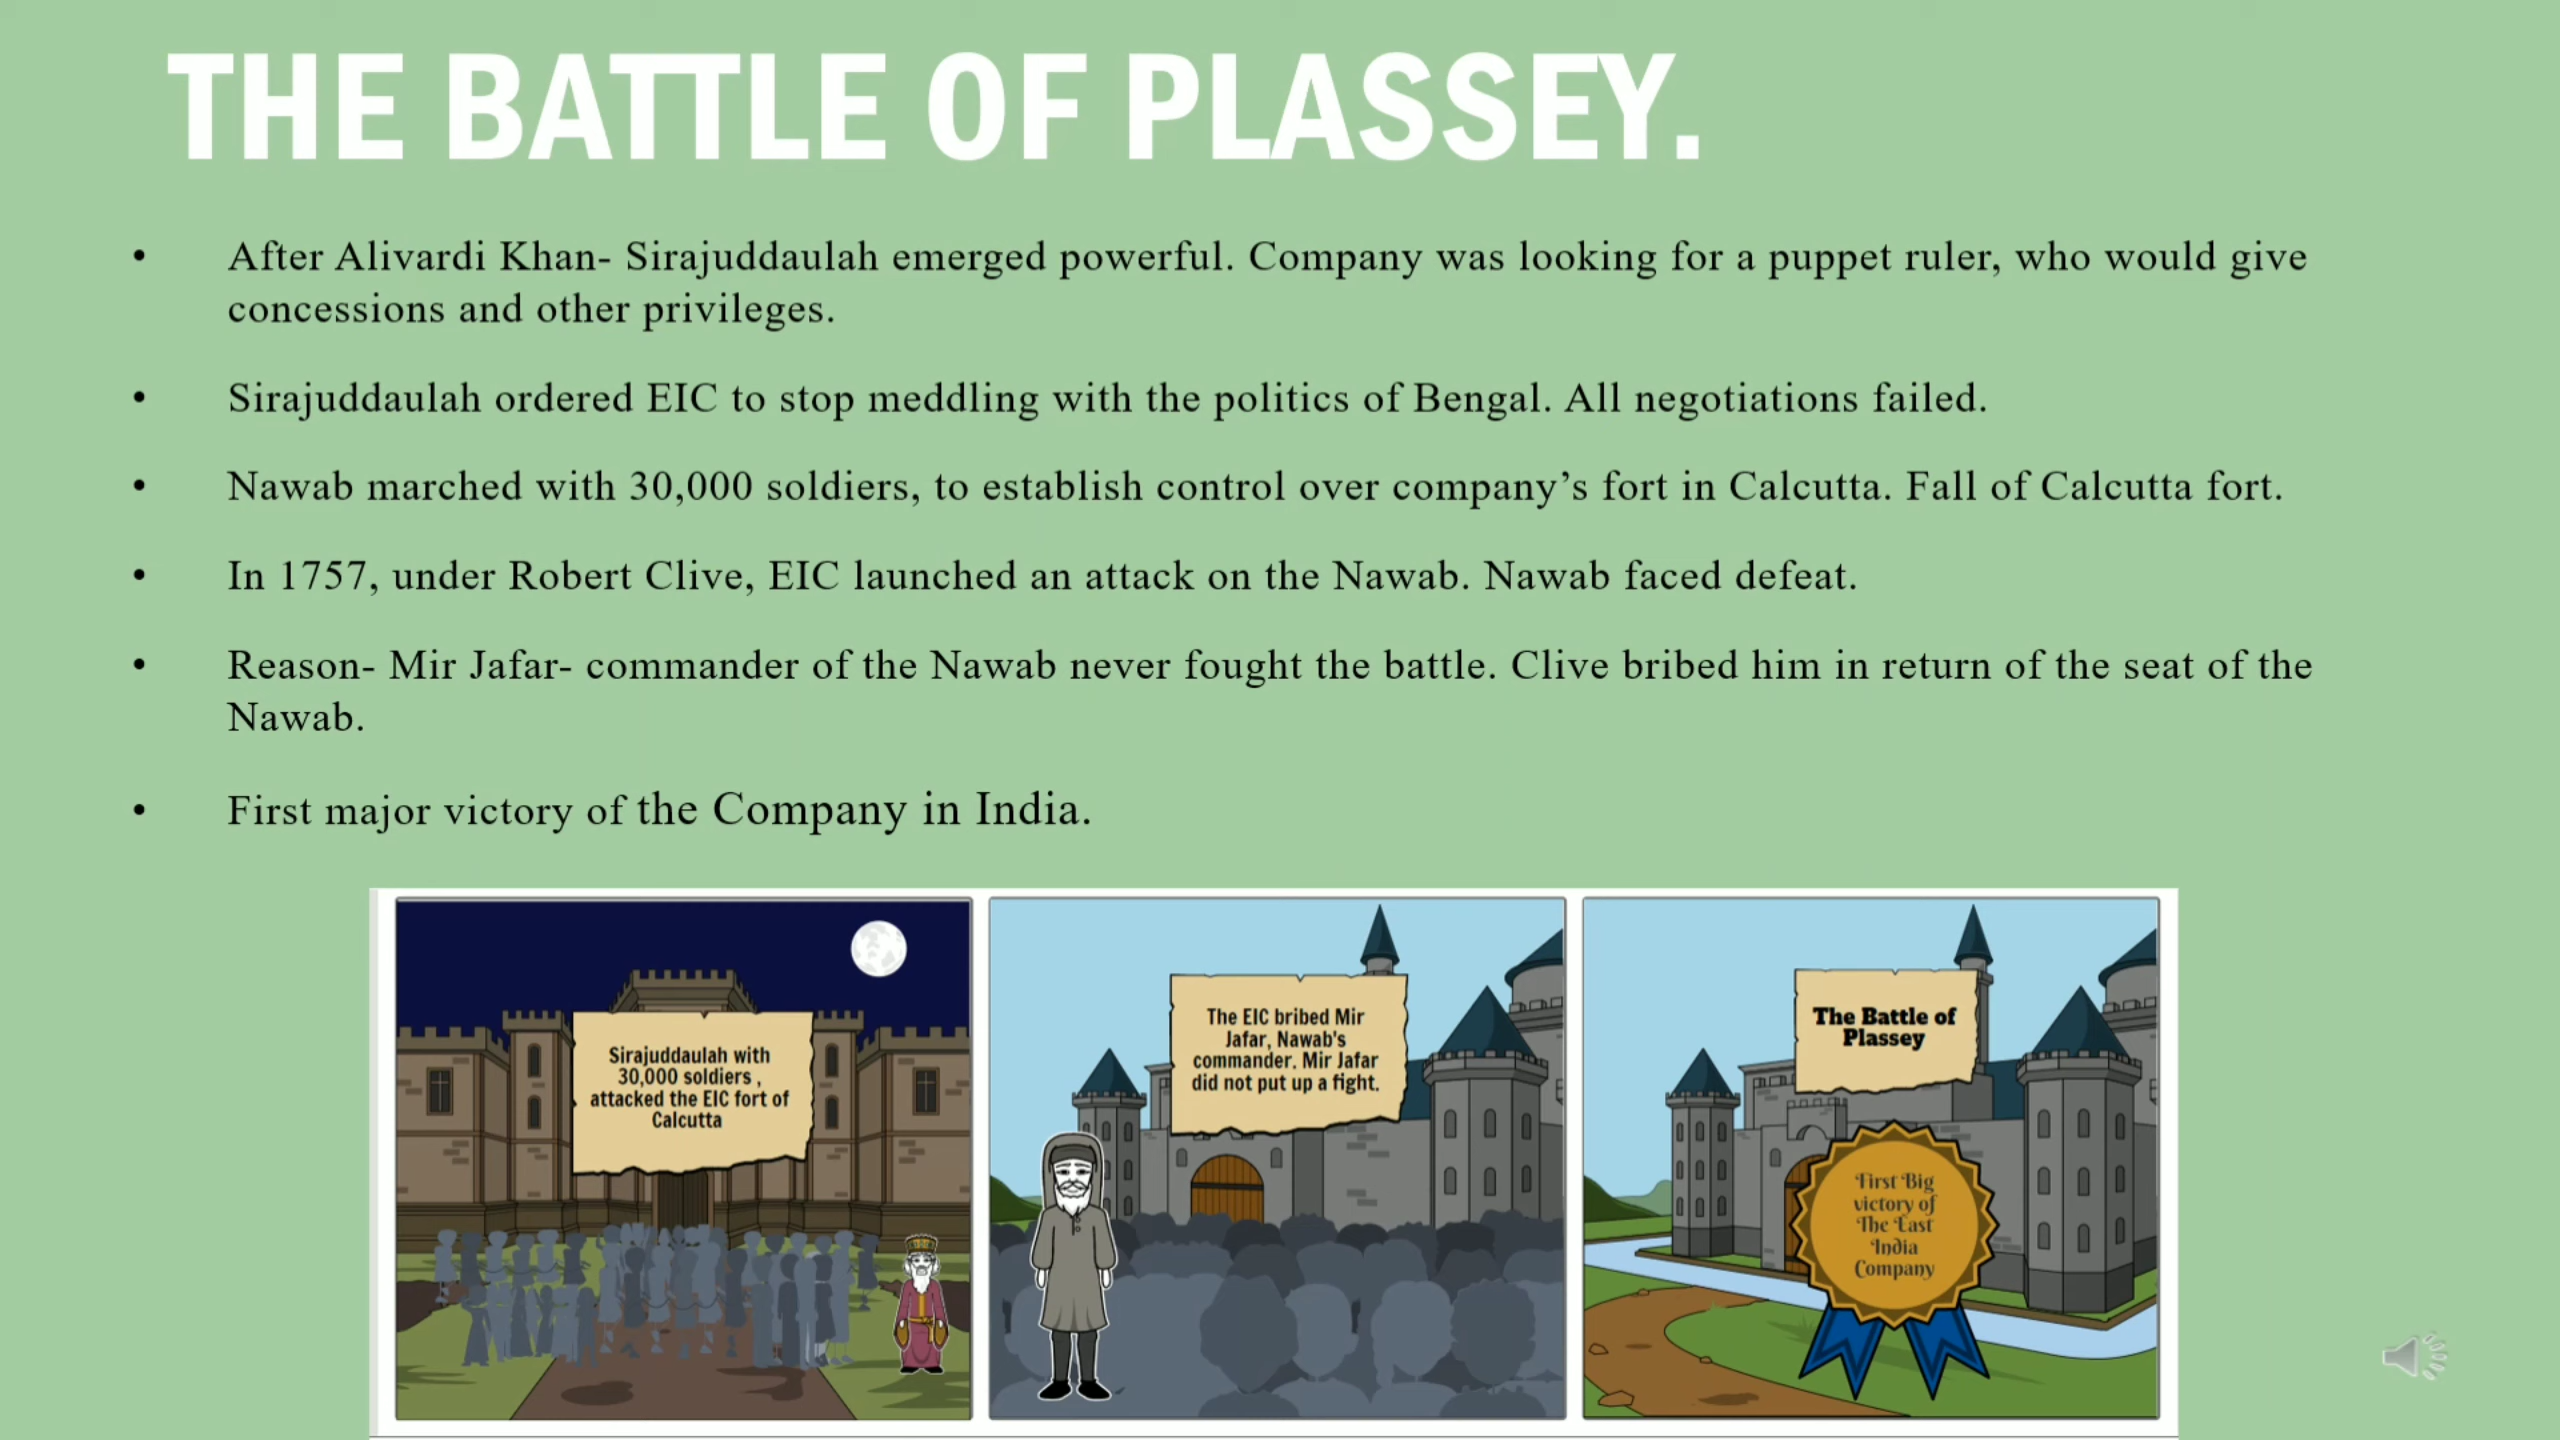 THE BATTLE OF PLASSEY.
• After Alivardi Khan- Sirajuddaulah emerged powerful. Company was looking for a puppet ruler, who would give
concessions and other privileges.
• Sirajuddaulah ordered EIC to stop meddling with the politics of Bengal. All negotiations failed.
• Nawab marched with 30,000 soldiers, to establish control over company’s fort in Calcutta. Fall of Calcutta fort.
• In 1757, under Robert Clive, EIC launched an attack on the Nawab. Nawab faced defeat.
• Reason- Mir Jafar- commander of the Nawab never fought the battle. Clive bribed him in return of the seat of the
Nawab.
• First major victory of the Company in India.
Sirajuddaulah with
30,000 soldiers ,
attacked the EIC fort of
Calcutta
The EIC bribed Mir
Jafar, Nawab's
commander. Mir Jafar
did not put up a fight.
The Battle of
Plassey
First Big
victory of
The East
India
Company